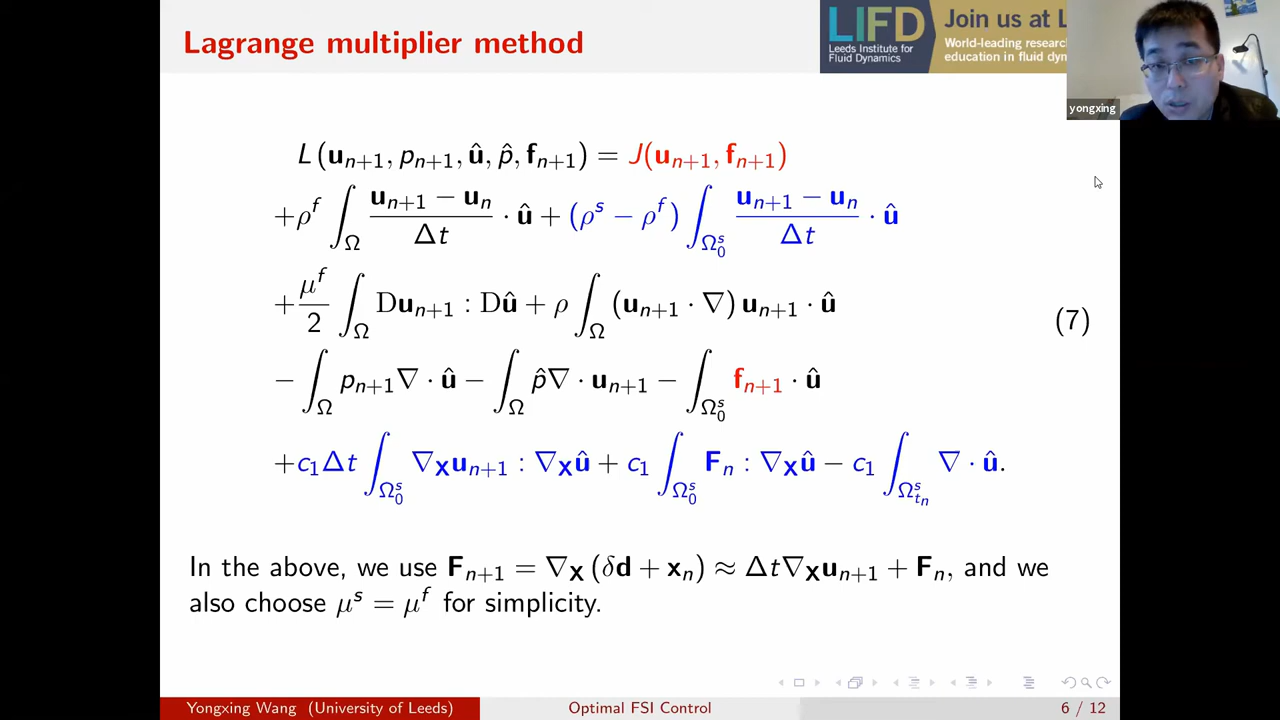 Lagrange multiplier method
LIFD
Leeds Institute for
Fluid Dynamics
Join us at L
World-leading researc
education in fluid dyn
yongxing
L(u_{n+1}, p_{n+1}, û, p̂, f_{n+1}) = J(u_{n+1}, f_{n+1})
+ρ^f ∫_Ω (u_{n+1} − u_n)/Δt · û + (ρ^s − ρ^f) ∫_{Ω_0^s} (u_{n+1} − u_n)/Δt · û
+μ^f/2 ∫_Ω Du_{n+1} : Dû + ρ ∫_Ω (u_{n+1} · ∇) u_{n+1} · û
(7)
− ∫_Ω p_{n+1}∇ · û − ∫_Ω p̂∇ · u_{n+1} − ∫_{Ω_0^s} f_{n+1} · û
+c_1Δt ∫_{Ω_0^s} ∇_X u_{n+1} : ∇_X û + c_1 ∫_{Ω_0^s} F_n : ∇_X û − c_1 ∫_{Ω_{t_n}^s} ∇ · û.
In the above, we use F_{n+1} = ∇_X (δd + x_n) ≈ Δt∇_X u_{n+1} + F_n, and we
also choose μ^s = μ^f for simplicity.
Yongxing Wang (University of Leeds)
Optimal FSI Control
6 / 12